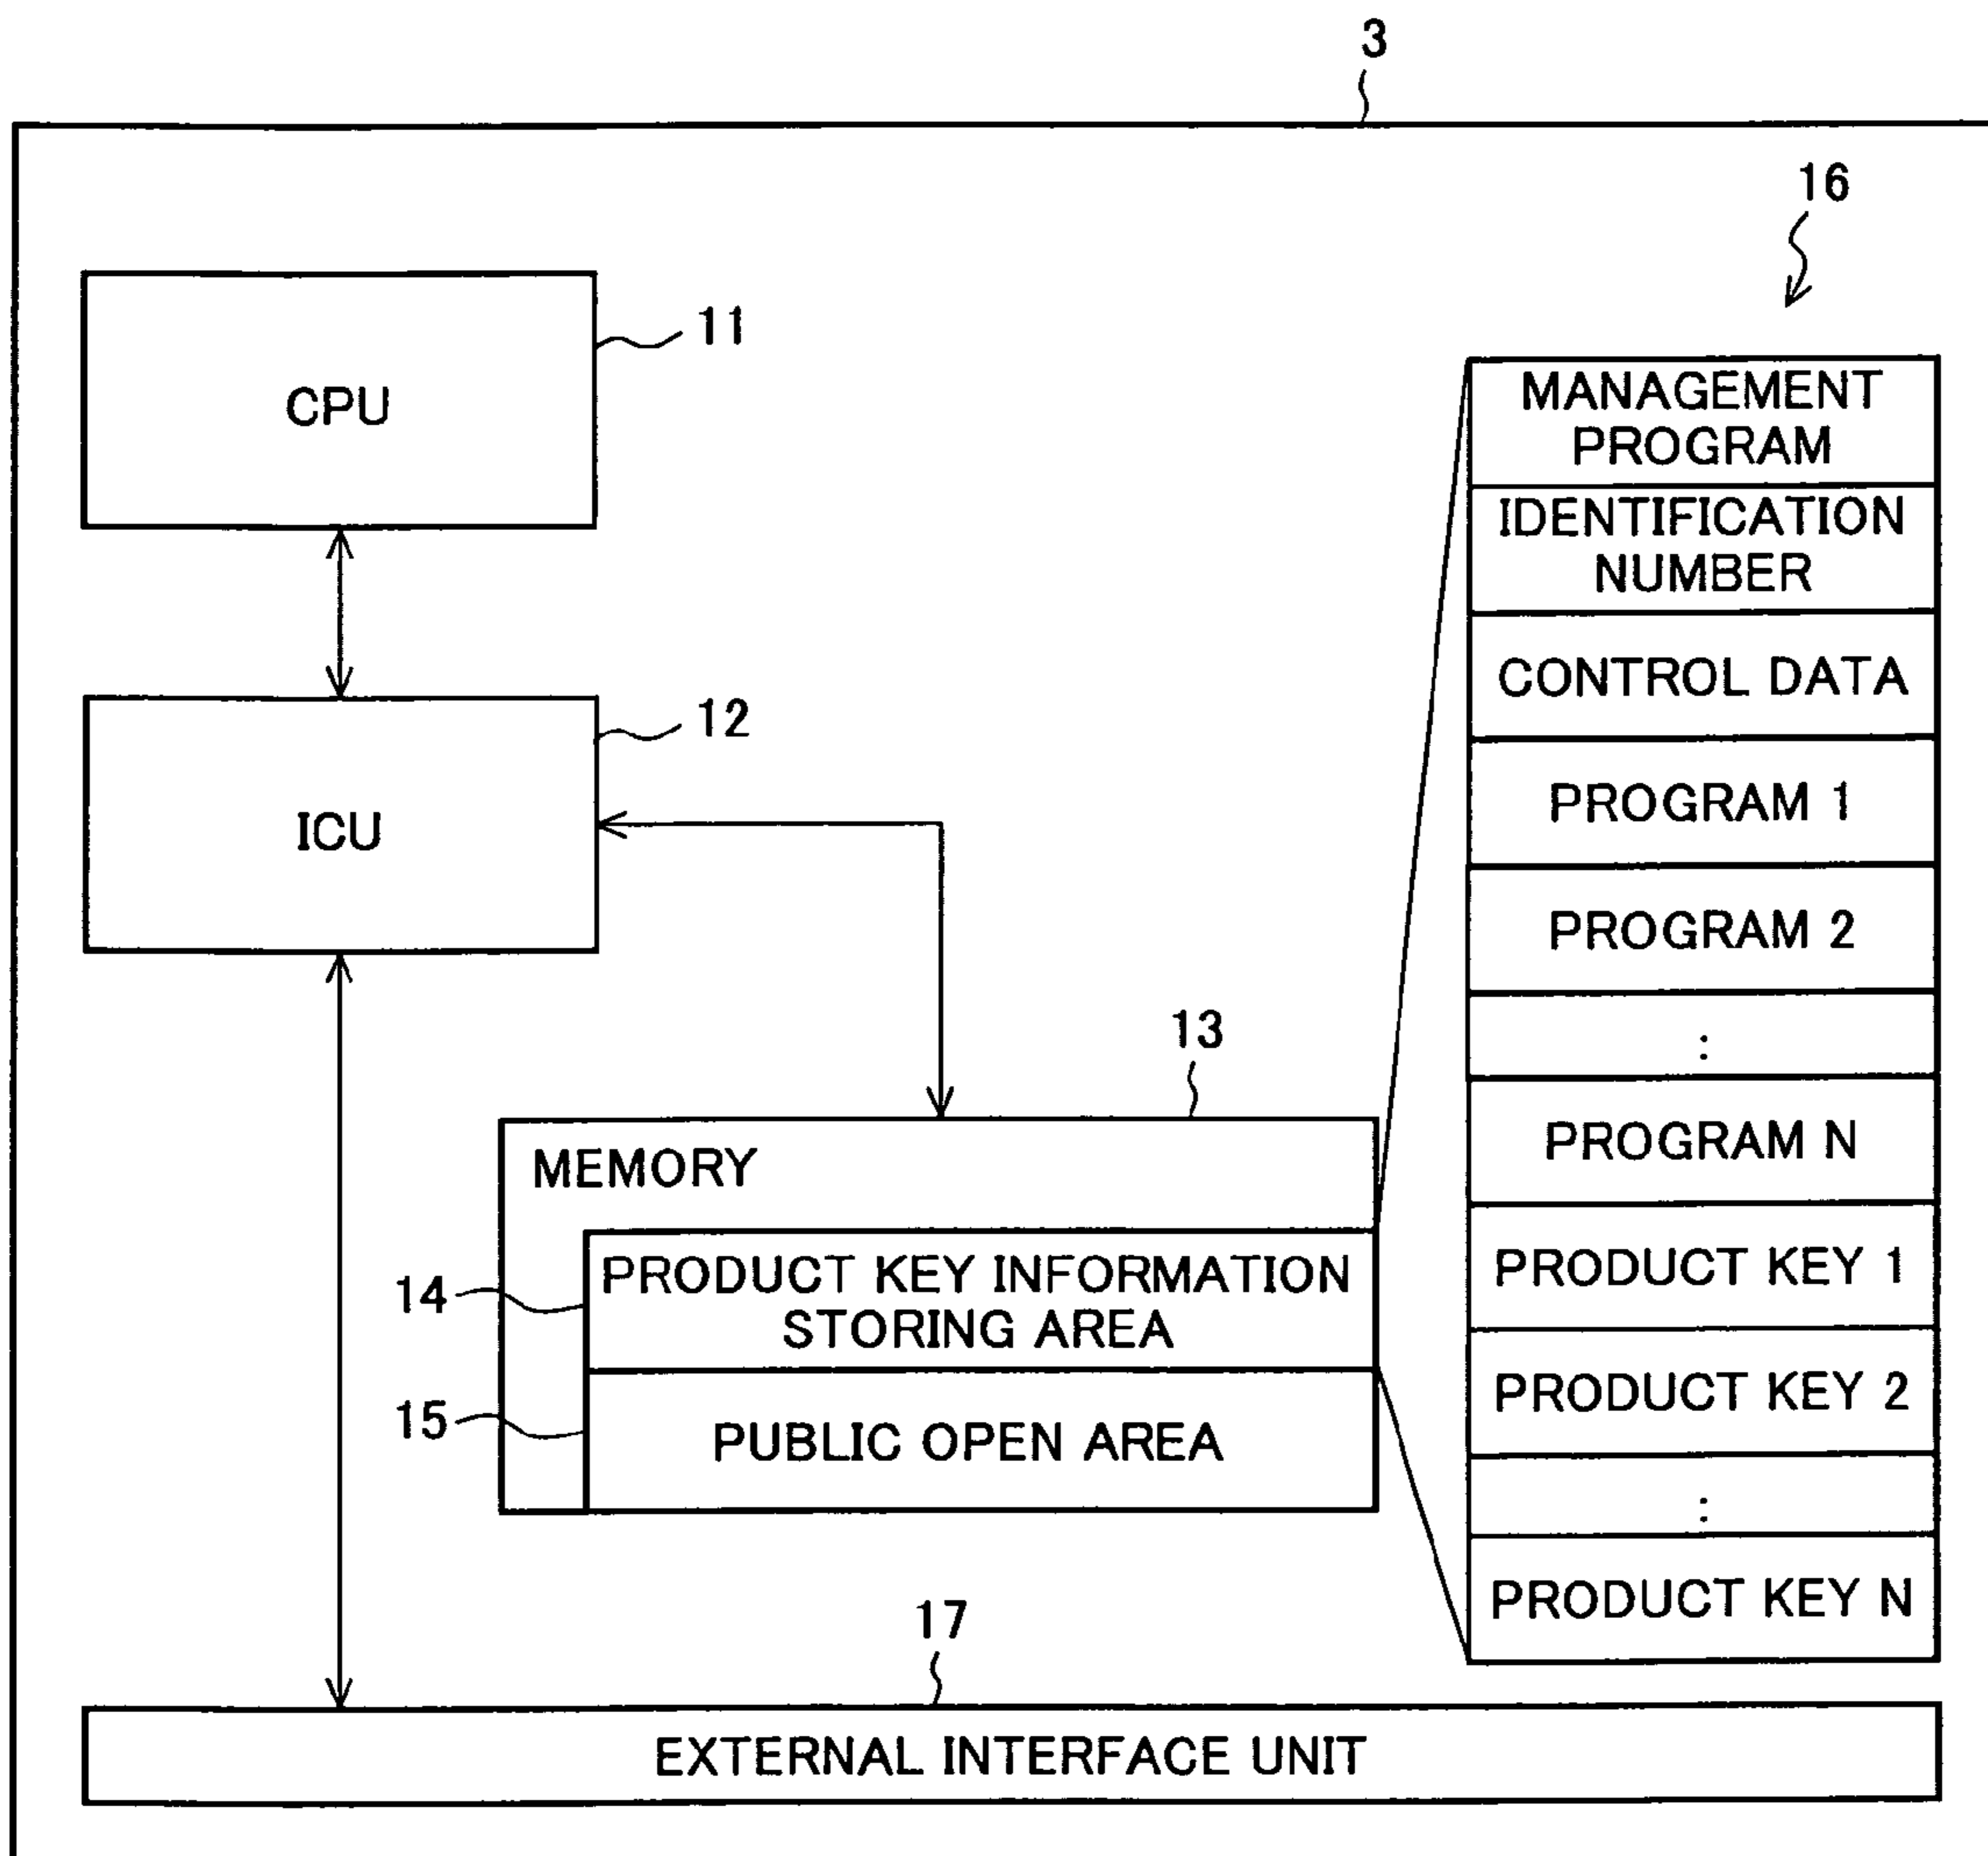 3
16
11
CPU
MANAGEMENT
PROGRAM
IDENTIFICATION
NUMBER
CONTROL DATA
12
ICU
PROGRAM 1
PROGRAM 2
:
13
PROGRAM N
MEMORY
14
PRODUCT KEY INFORMATION
STORING AREA
PRODUCT KEY 1
15
PUBLIC OPEN AREA
PRODUCT KEY 2
:
PRODUCT KEY N
17
EXTERNAL INTERFACE UNIT